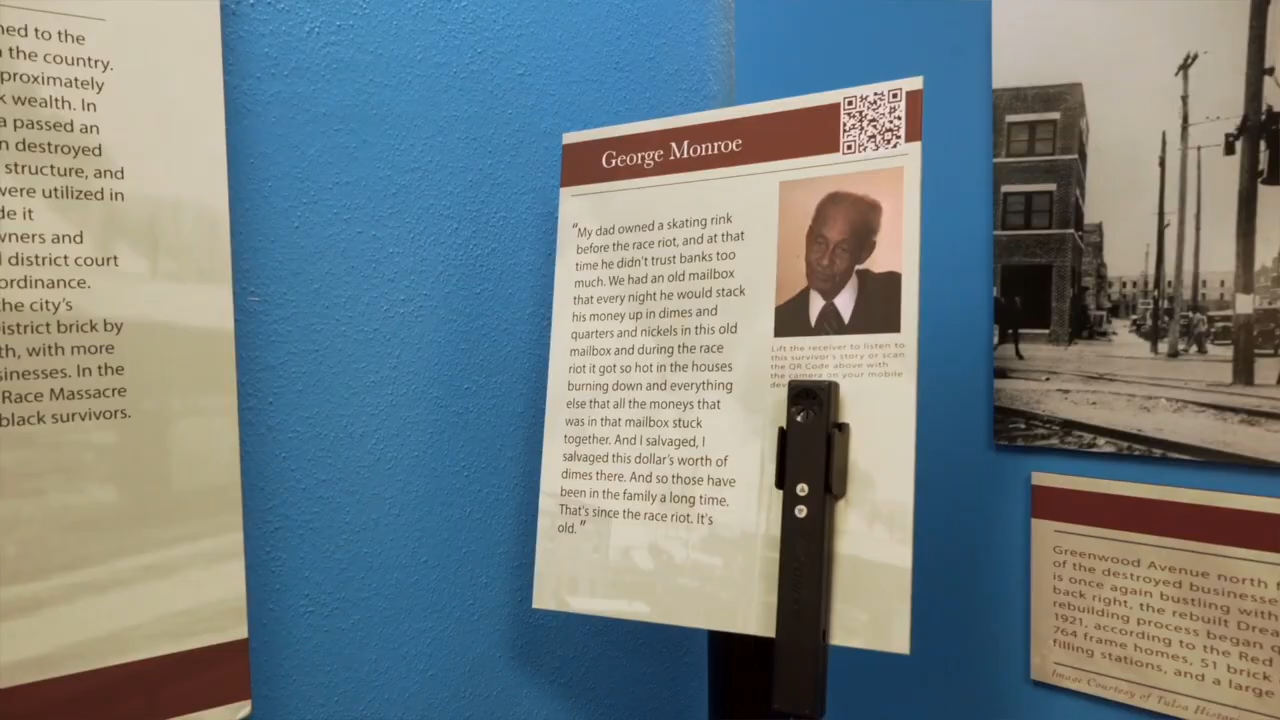 ned to the
the country.
proximately
k wealth. In
a passed an
n destroyed
structure, and
were utilized in
de it
wners and
district court
ordinance.
the city's
istrict brick by
th, with more
sinesses. In the
Race Massacre
black survivors.
George Monroe
"My dad owned a skating rink
before the race riot, and at that
time he didn't trust banks too
much. We had an old mailbox
that every night he would stack
his money up in dimes and
quarters and nickels in this old
mailbox and during the race
riot it got so hot in the houses
burning down and everything
else that all the moneys that
was in that mailbox stuck
together. And I salvaged, I
salvaged this dollar's worth of
dimes there. And so those have
been in the family a long time.
That's since the race riot. It's
old."
Lift the receiver to listen to
this survivor's story or scan
the QR Code above with
the camera on your mobile
Greenwood Avenue north
of the destroyed businesse
is once again bustling with
back right, the rebuilt Drea
rebuilding process began
1921, according to the Red
764 frame homes, 51 brick
filling stations, and a large
Image Courtesy of Tulsa Histor